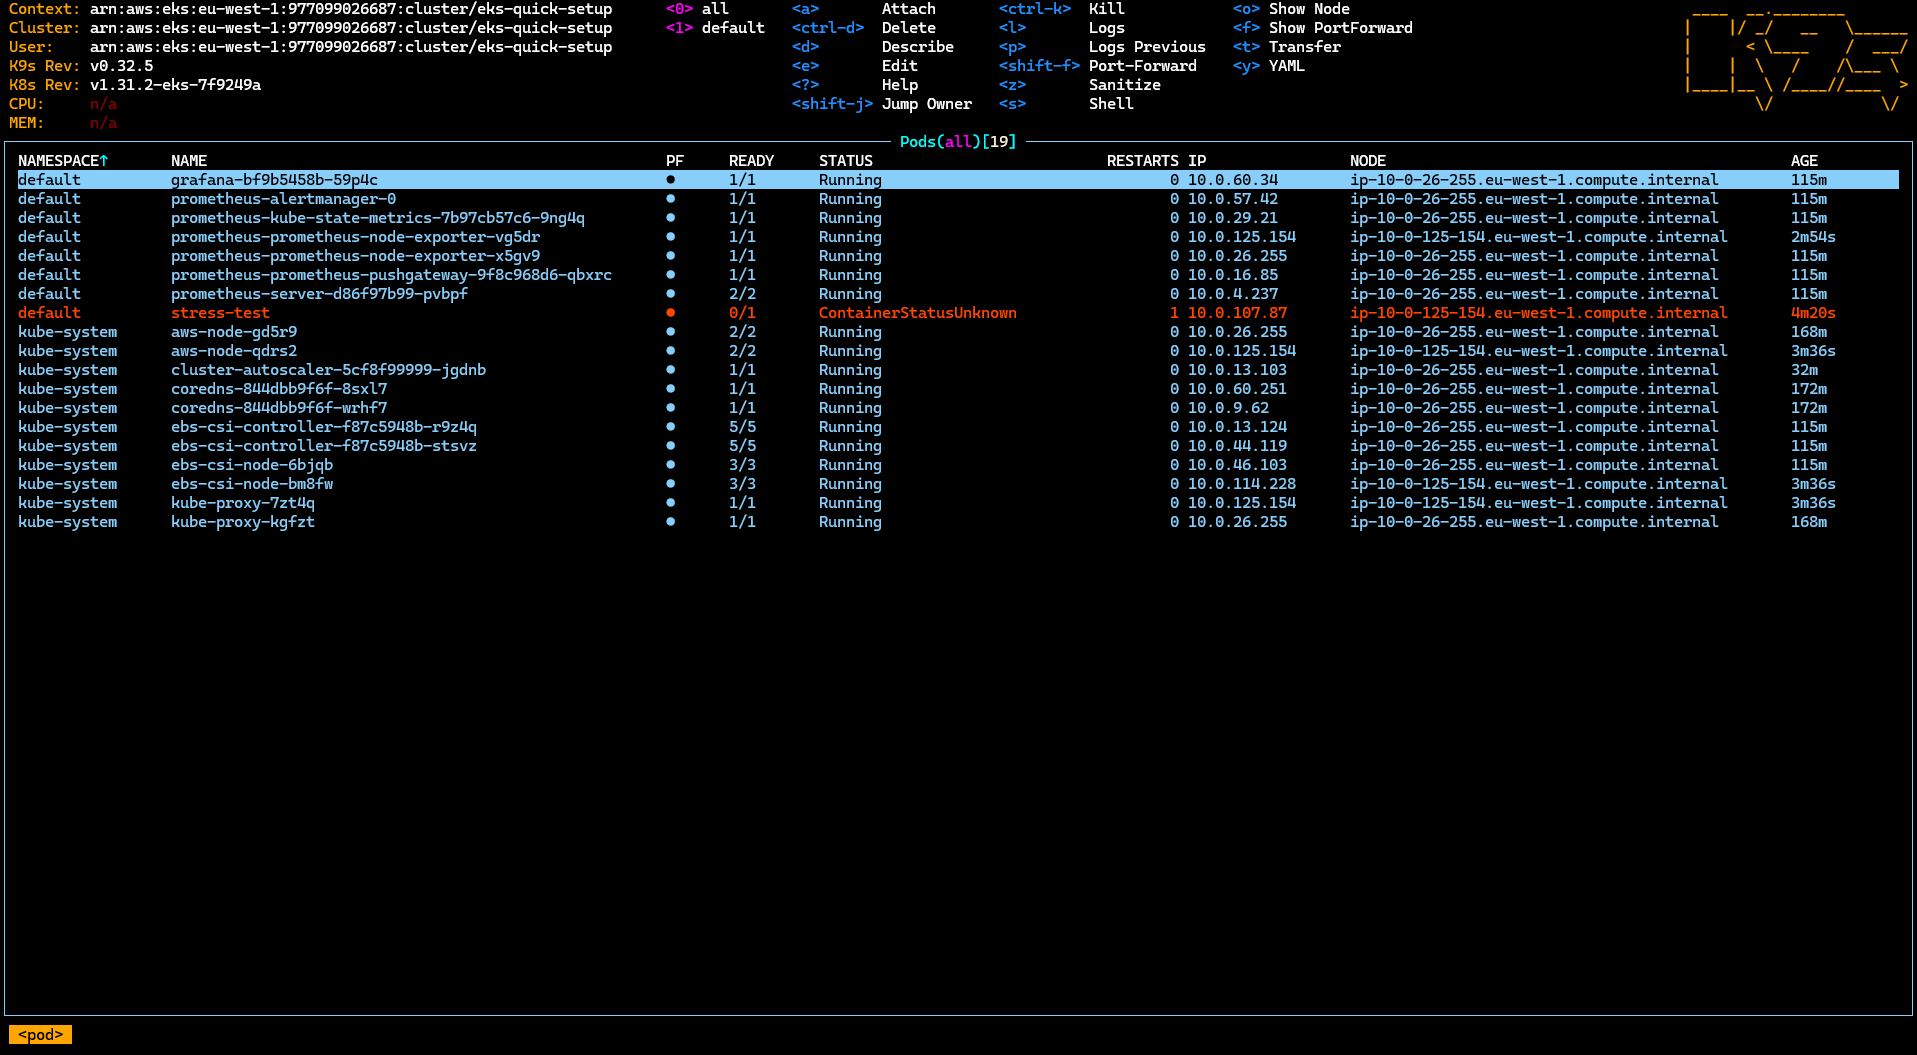 Context: arn:aws:eks:eu-west-1:977099026687:cluster/eks-quick-setup <0> all <a> Attach <ctrl-k> Kill <o> Show Node
Cluster: arn:aws:eks:eu-west-1:977099026687:cluster/eks-quick-setup <1> default <ctrl-d> Delete <l> Logs <f> Show PortForward
User: arn:aws:eks:eu-west-1:977099026687:cluster/eks-quick-setup <d> Describe <p> Logs Previous <t> Transfer
K9s Rev: v0.32.5 <e> Edit <shift-f> Port-Forward <y> YAML
K8s Rev: v1.31.2-eks-7f9249a <?> Help <z> Sanitize
CPU: n/a <shift-j> Jump Owner <s> Shell
MEM: n/a
Pods(all)[19]
NAMESPACE↑ NAME PF READY STATUS RESTARTS IP NODE AGE
default grafana-bf9b5458b-59p4c ● 1/1 Running 0 10.0.60.34 ip-10-0-26-255.eu-west-1.compute.internal 115m
default prometheus-alertmanager-0 ● 1/1 Running 0 10.0.57.42 ip-10-0-26-255.eu-west-1.compute.internal 115m
default prometheus-kube-state-metrics-7b97cb57c6-9ng4q ● 1/1 Running 0 10.0.29.21 ip-10-0-26-255.eu-west-1.compute.internal 115m
default prometheus-prometheus-node-exporter-vg5dr ● 1/1 Running 0 10.0.125.154 ip-10-0-125-154.eu-west-1.compute.internal 2m54s
default prometheus-prometheus-node-exporter-x5gv9 ● 1/1 Running 0 10.0.26.255 ip-10-0-26-255.eu-west-1.compute.internal 115m
default prometheus-prometheus-pushgateway-9f8c968d6-qbxrc ● 1/1 Running 0 10.0.16.85 ip-10-0-26-255.eu-west-1.compute.internal 115m
default prometheus-server-d86f97b99-pvbpf ● 2/2 Running 0 10.0.4.237 ip-10-0-26-255.eu-west-1.compute.internal 115m
default stress-test ● 0/1 ContainerStatusUnknown 1 10.0.107.87 ip-10-0-125-154.eu-west-1.compute.internal 4m20s
kube-system aws-node-gd5r9 ● 2/2 Running 0 10.0.26.255 ip-10-0-26-255.eu-west-1.compute.internal 168m
kube-system aws-node-qdrs2 ● 2/2 Running 0 10.0.125.154 ip-10-0-125-154.eu-west-1.compute.internal 3m36s
kube-system cluster-autoscaler-5cf8f99999-jgdnb ● 1/1 Running 0 10.0.13.103 ip-10-0-26-255.eu-west-1.compute.internal 32m
kube-system coredns-844dbb9f6f-8sxl7 ● 1/1 Running 0 10.0.60.251 ip-10-0-26-255.eu-west-1.compute.internal 172m
kube-system coredns-844dbb9f6f-wrhf7 ● 1/1 Running 0 10.0.9.62 ip-10-0-26-255.eu-west-1.compute.internal 172m
kube-system ebs-csi-controller-f87c5948b-r9z4q ● 5/5 Running 0 10.0.13.124 ip-10-0-26-255.eu-west-1.compute.internal 115m
kube-system ebs-csi-controller-f87c5948b-stsvz ● 5/5 Running 0 10.0.44.119 ip-10-0-26-255.eu-west-1.compute.internal 115m
kube-system ebs-csi-node-6bjqb ● 3/3 Running 0 10.0.46.103 ip-10-0-26-255.eu-west-1.compute.internal 115m
kube-system ebs-csi-node-bm8fw ● 3/3 Running 0 10.0.114.228 ip-10-0-125-154.eu-west-1.compute.internal 3m36s
kube-system kube-proxy-7zt4q ● 1/1 Running 0 10.0.125.154 ip-10-0-125-154.eu-west-1.compute.internal 3m36s
kube-system kube-proxy-kgfzt ● 1/1 Running 0 10.0.26.255 ip-10-0-26-255.eu-west-1.compute.internal 168m
<pod>